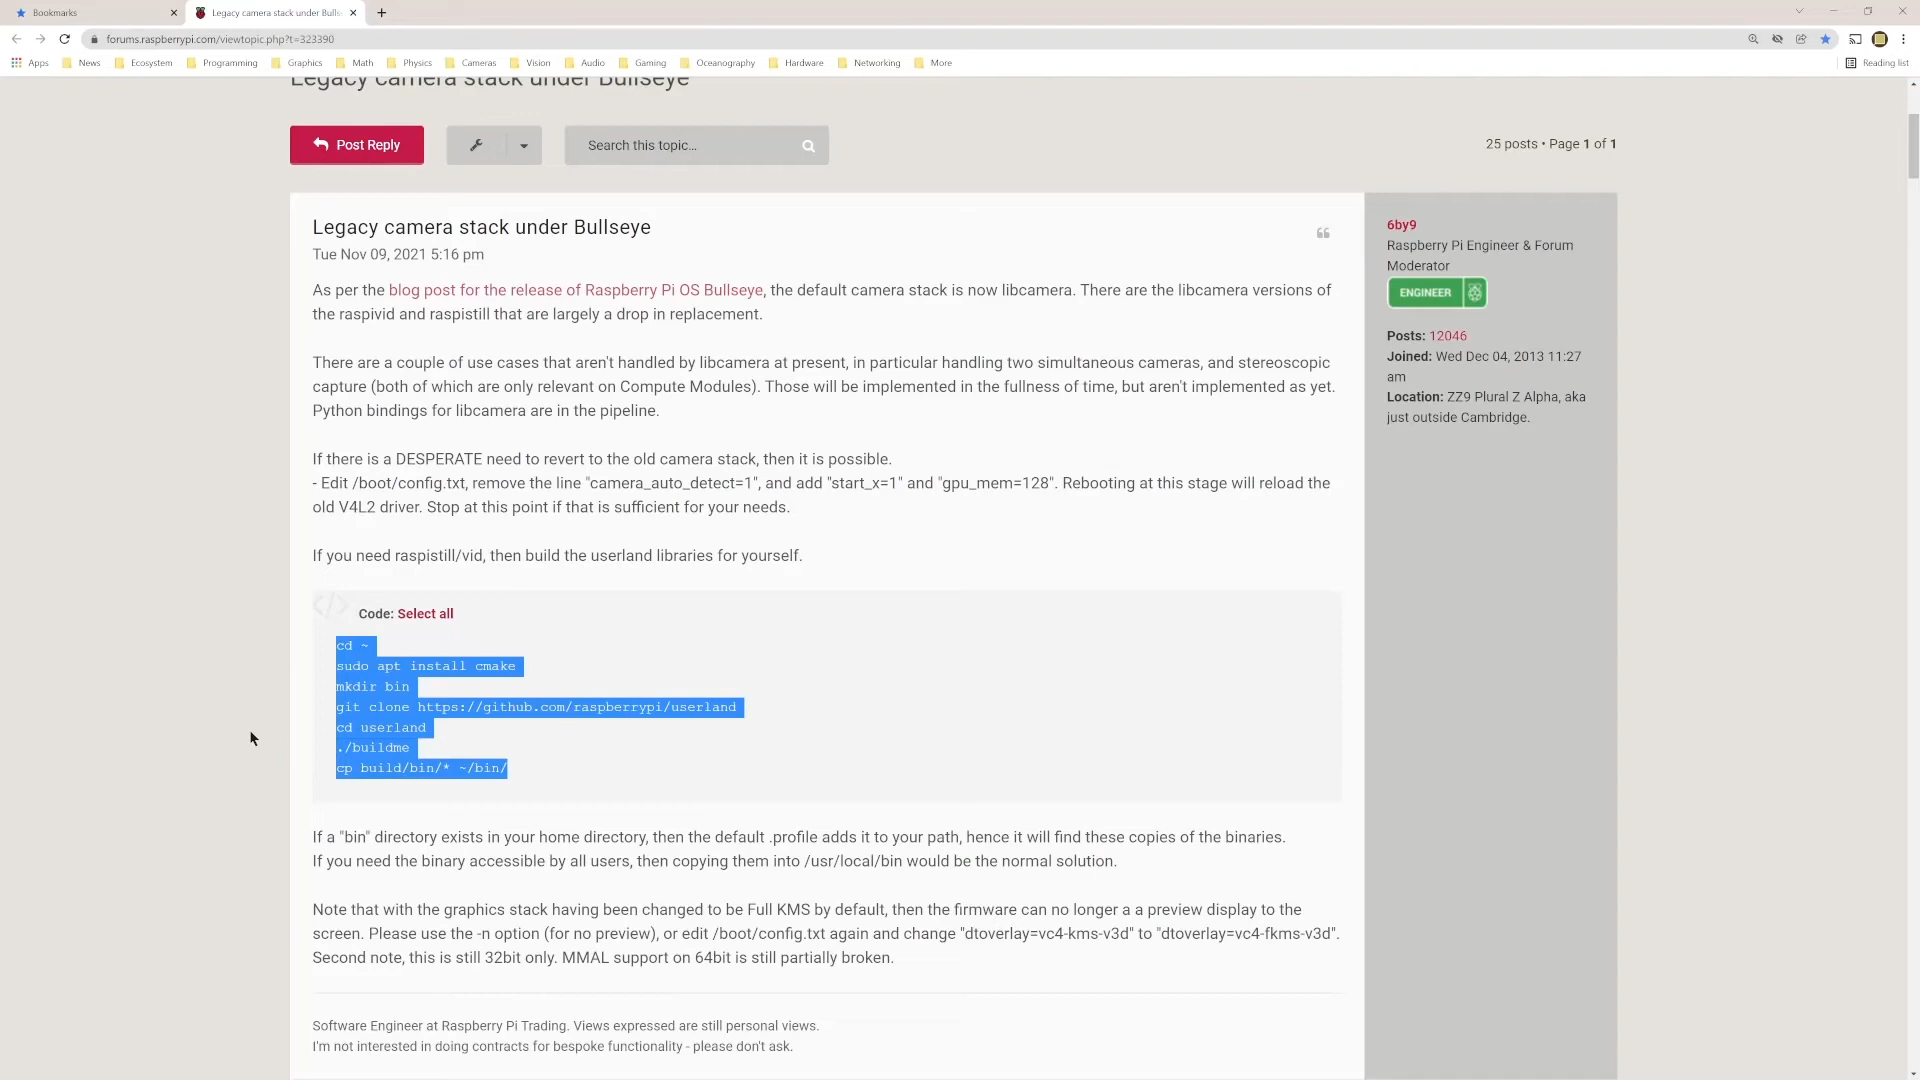 Bookmarks
Legacy camera stack under Bulls
forums.raspberrypi.com/viewtopic.php?t=323390
Apps News Ecosystem Programming Graphics Math Physics Cameras Vision Audio Gaming Oceanography Hardware Networking More Reading list
Legacy camera stack under Bullseye
Post Reply
Search this topic…
25 posts • Page 1 of 1
Legacy camera stack under Bullseye
Tue Nov 09, 2021 5:16 pm
As per the blog post for the release of Raspberry Pi OS Bullseye, the default camera stack is now libcamera. There are the libcamera versions of
the raspivid and raspistill that are largely a drop in replacement.
There are a couple of use cases that aren't handled by libcamera at present, in particular handling two simultaneous cameras, and stereoscopic
capture (both of which are only relevant on Compute Modules). Those will be implemented in the fullness of time, but aren't implemented as yet.
Python bindings for libcamera are in the pipeline.
If there is a DESPERATE need to revert to the old camera stack, then it is possible.
- Edit /boot/config.txt, remove the line "camera_auto_detect=1", and add "start_x=1" and "gpu_mem=128". Rebooting at this stage will reload the
old V4L2 driver. Stop at this point if that is sufficient for your needs.
If you need raspistill/vid, then build the userland libraries for yourself.
Code: Select all
cd ~
sudo apt install cmake
mkdir bin
git clone https://github.com/raspberrypi/userland
cd userland
./buildme
cp build/bin/* ~/bin/
If a "bin" directory exists in your home directory, then the default .profile adds it to your path, hence it will find these copies of the binaries.
If you need the binary accessible by all users, then copying them into /usr/local/bin would be the normal solution.
Note that with the graphics stack having been changed to be Full KMS by default, then the firmware can no longer a a preview display to the
screen. Please use the -n option (for no preview), or edit /boot/config.txt again and change "dtoverlay=vc4-kms-v3d" to "dtoverlay=vc4-fkms-v3d".
Second note, this is still 32bit only. MMAL support on 64bit is still partially broken.
Software Engineer at Raspberry Pi Trading. Views expressed are still personal views.
I'm not interested in doing contracts for bespoke functionality - please don't ask.
6by9
Raspberry Pi Engineer & Forum
Moderator
ENGINEER
Posts: 12046
Joined: Wed Dec 04, 2013 11:27
am
Location: ZZ9 Plural Z Alpha, aka
just outside Cambridge.